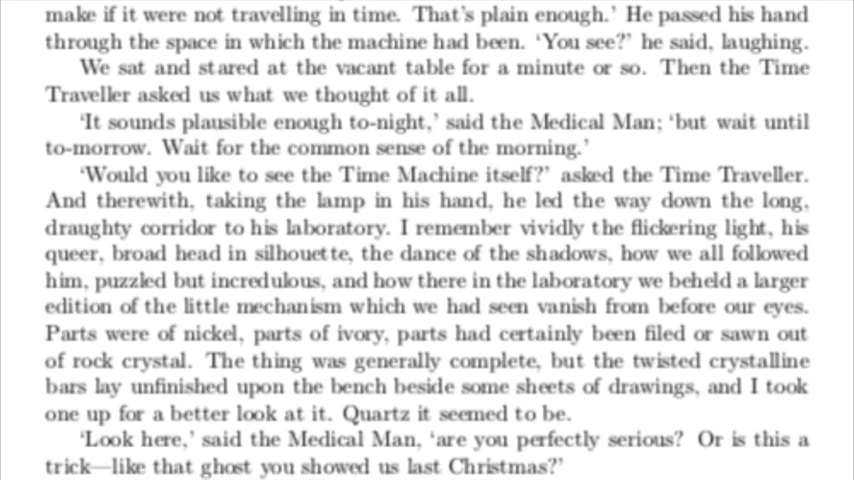 make if it were not travelling in time. That's plain enough.' He passed his hand
through the space in which the machine had been. 'You see?' he said, laughing.
We sat and stared at the vacant table for a minute or so. Then the Time
Traveller asked us what we thought of it all.
'It sounds plausible enough to-night,' said the Medical Man; 'but wait until
to-morrow. Wait for the common sense of the morning.'
'Would you like to see the Time Machine itself?' asked the Time Traveller.
And therewith, taking the lamp in his hand, he led the way down the long,
draughty corridor to his laboratory. I remember vividly the flickering light, his
queer, broad head in silhouette, the dance of the shadows, how we all followed
him, puzzled but incredulous, and how there in the laboratory we beheld a larger
edition of the little mechanism which we had seen vanish from before our eyes.
Parts were of nickel, parts of ivory, parts had certainly been filed or sawn out
of rock crystal. The thing was generally complete, but the twisted crystalline
bars lay unfinished upon the bench beside some sheets of drawings, and I took
one up for a better look at it. Quartz it seemed to be.
'Look here,' said the Medical Man, 'are you perfectly serious? Or is this a
trick—like that ghost you showed us last Christmas?'